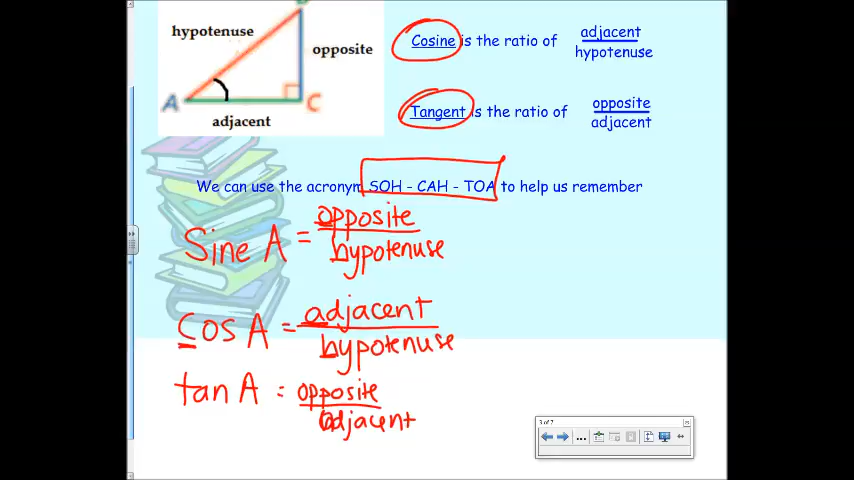 hypotenuse
opposite
A
C
adjacent
Cosine is the ratio of adjacent
hypotenuse
Tangent is the ratio of opposite
adjacent
We can use the acronym SOH - CAH - TOA to help us remember
Sine A = opposite
hypotenuse
cos A = adjacent
hypotenuse
tan A = opposite
adjacent
3 of 7